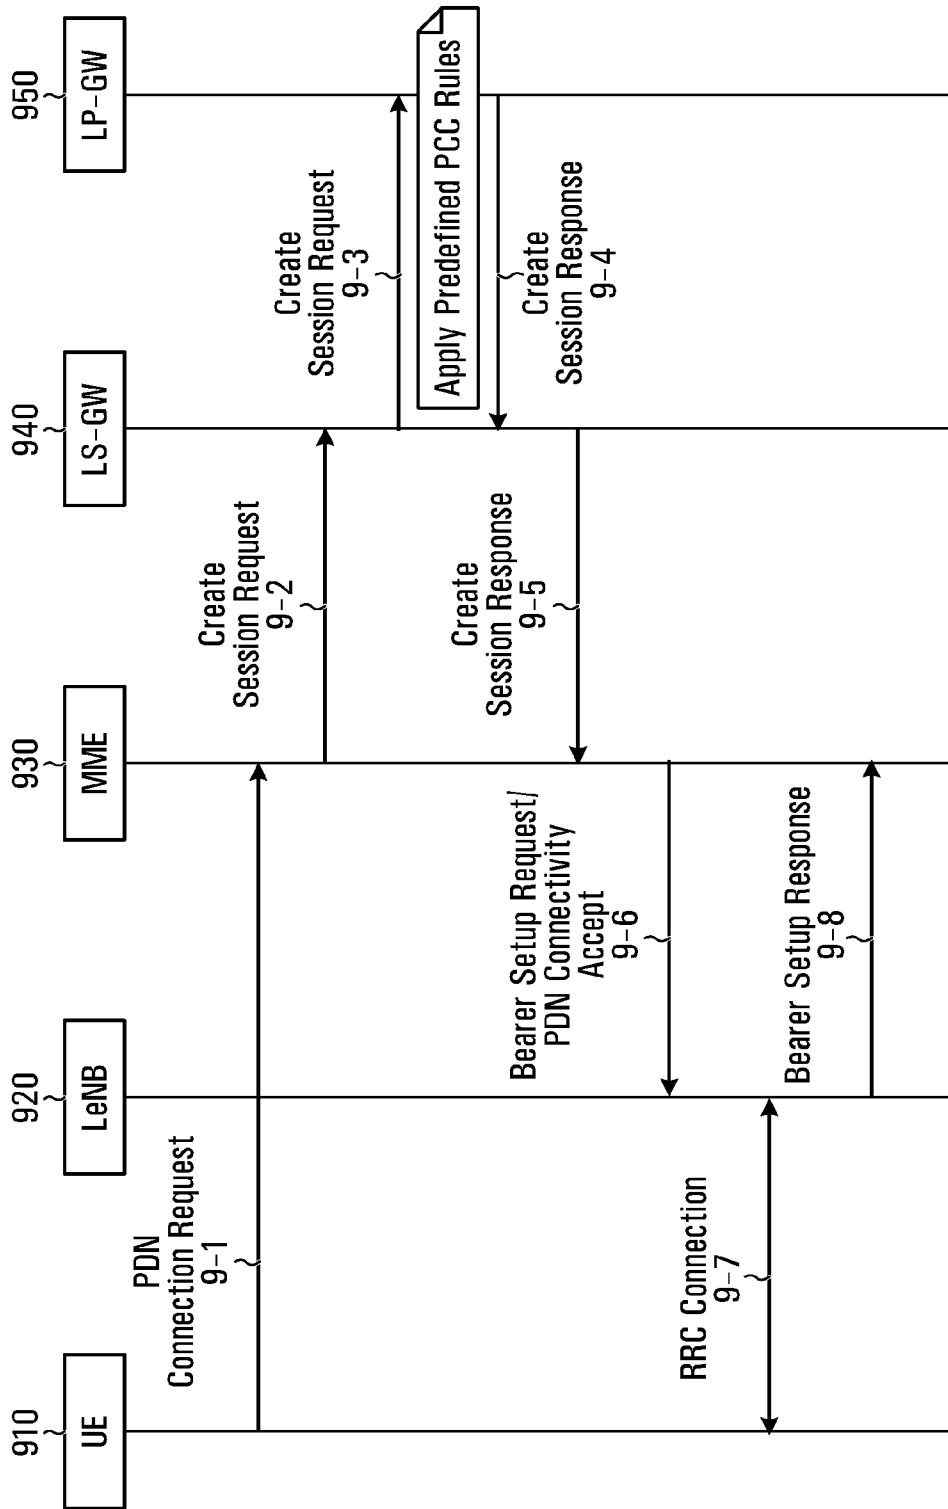 910
UE
920
LeNB
930
MME
940
LS-GW
950
LP-GW
PDN
Connection Request
9-1
Create
Session Request
9-2
Create
Session Request
9-3
Apply Predefined PCC Rules
Create
Session Response
9-4
Create
Session Response
9-5
Bearer Setup Request/
PDN Connectivity
Accept
9-6
RRC Connection
9-7
Bearer Setup Response
9-8